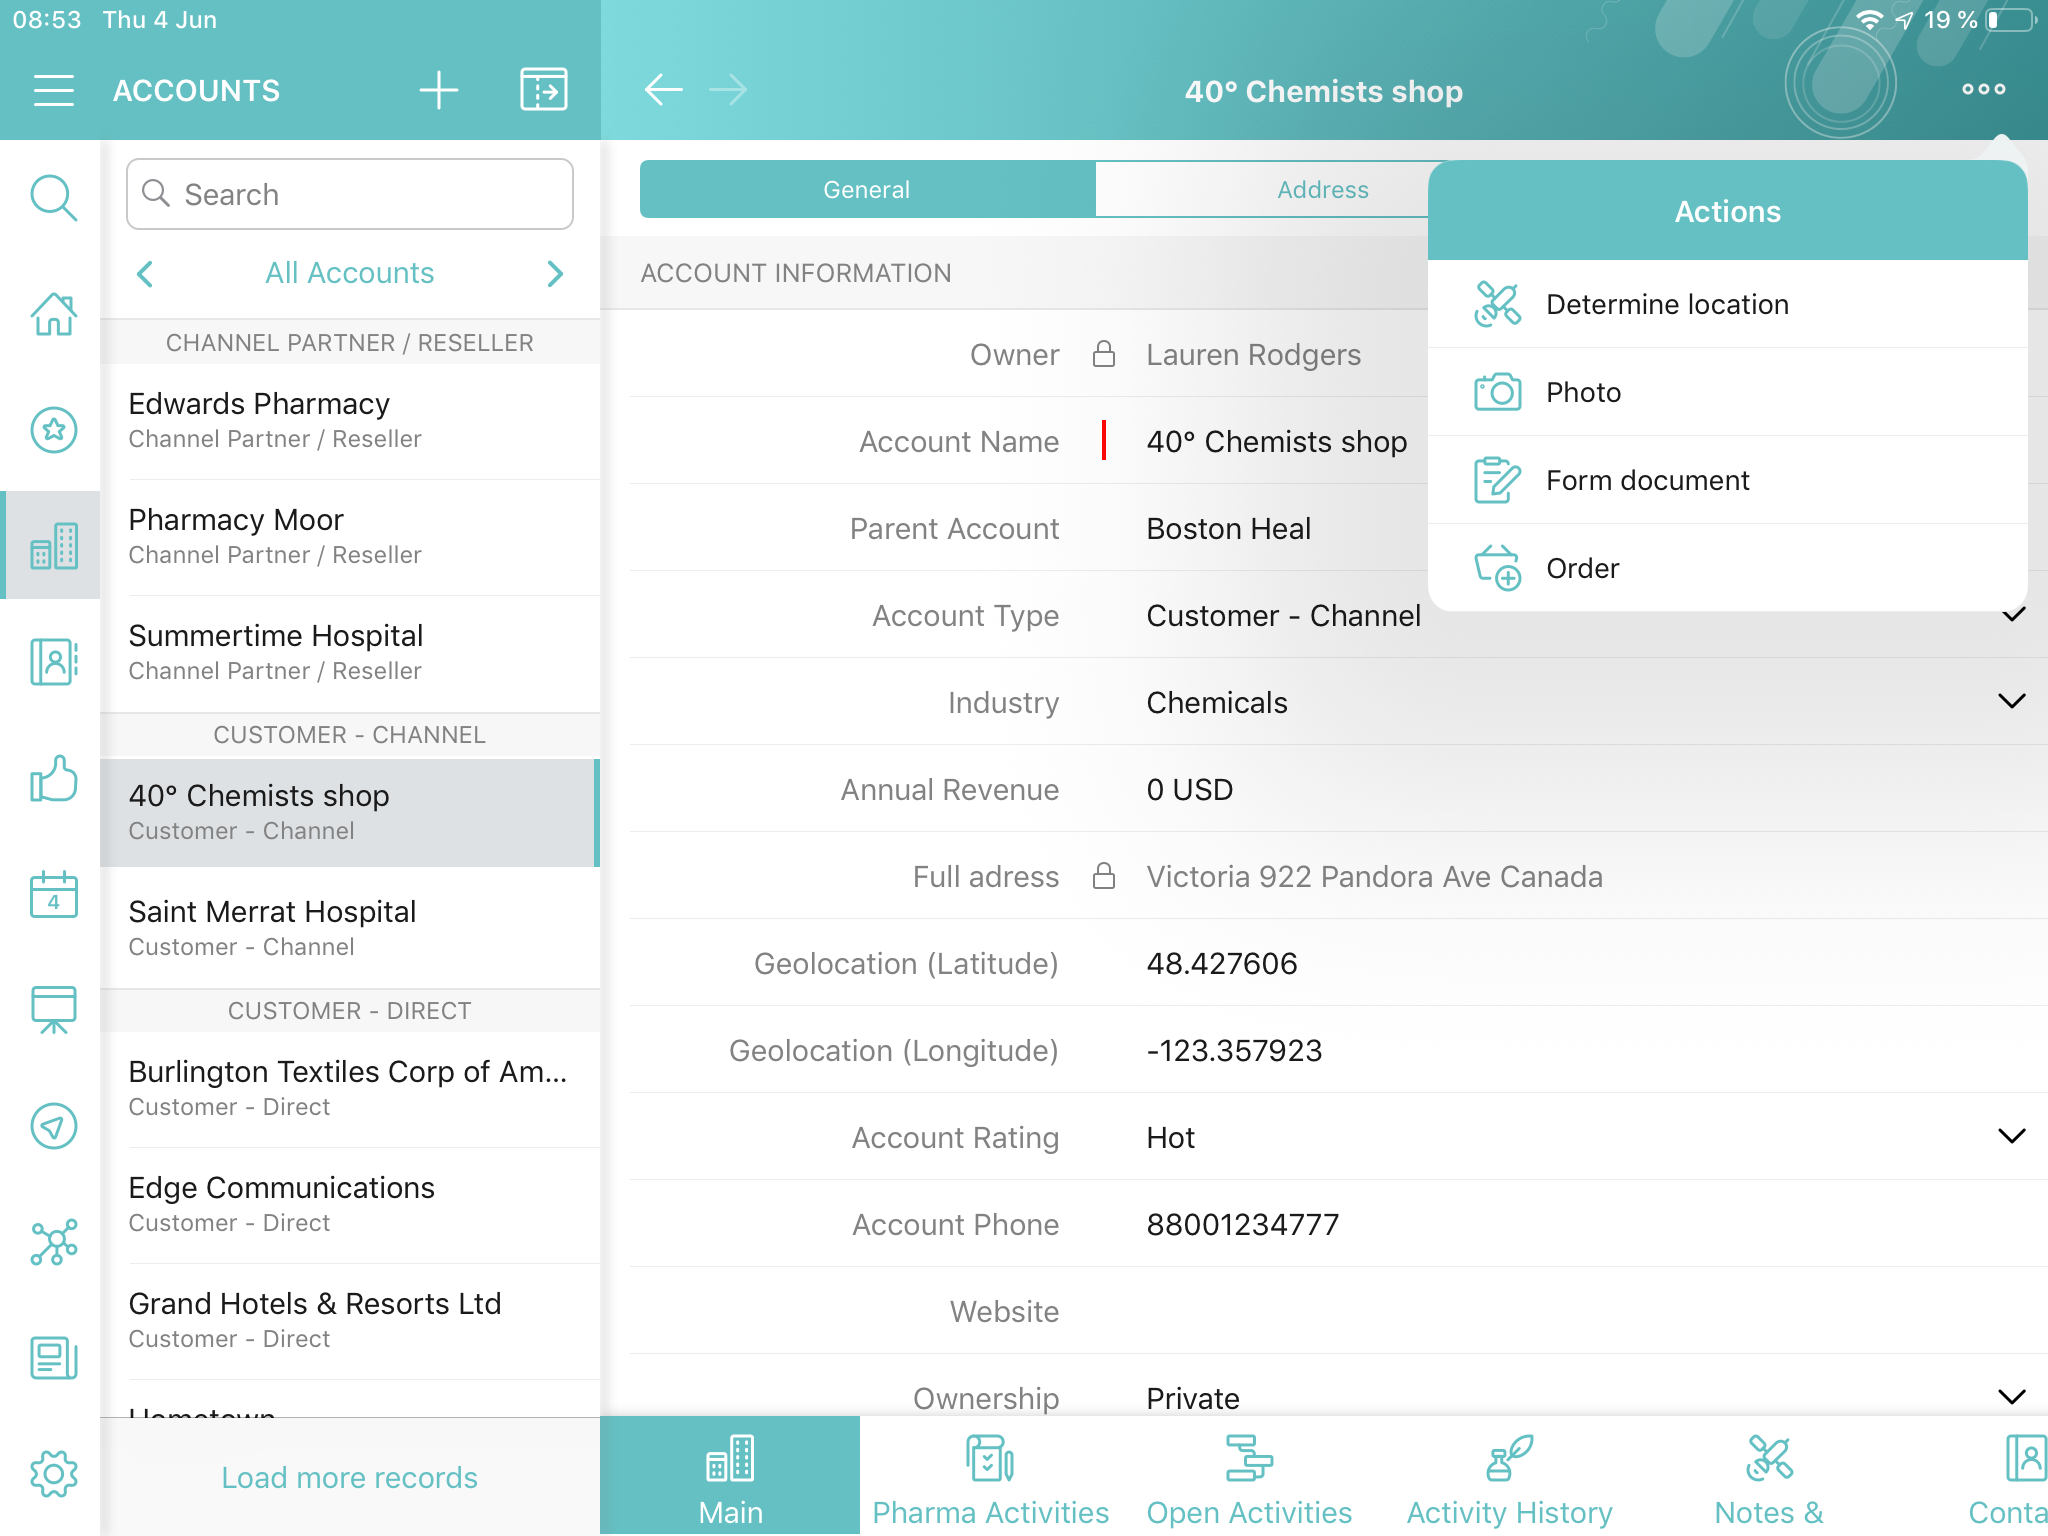 08:53 Thu 4 Jun
19 %
ACCOUNTS
40° Chemists shop
Search
All Accounts
CHANNEL PARTNER / RESELLER
Edwards Pharmacy
Channel Partner / Reseller
Pharmacy Moor
Channel Partner / Reseller
Summertime Hospital
Channel Partner / Reseller
CUSTOMER - CHANNEL
40° Chemists shop
Customer - Channel
Saint Merrat Hospital
Customer - Channel
CUSTOMER - DIRECT
Burlington Textiles Corp of Am...
Customer - Direct
Edge Communications
Customer - Direct
Grand Hotels & Resorts Ltd
Customer - Direct
Hometown
Load more records
4
General
Address
ACCOUNT INFORMATION
Owner Lauren Rodgers
Account Name 40° Chemists shop
Parent Account Boston Heal
Account Type Customer - Channel
Industry Chemicals
Annual Revenue 0 USD
Full adress Victoria 922 Pandora Ave Canada
Geolocation (Latitude) 48.427606
Geolocation (Longitude) -123.357923
Account Rating Hot
Account Phone 88001234777
Website
Ownership Private
Actions
Determine location
Photo
Form document
Order
Main
Pharma Activities
Open Activities
Activity History
Notes &
Conta